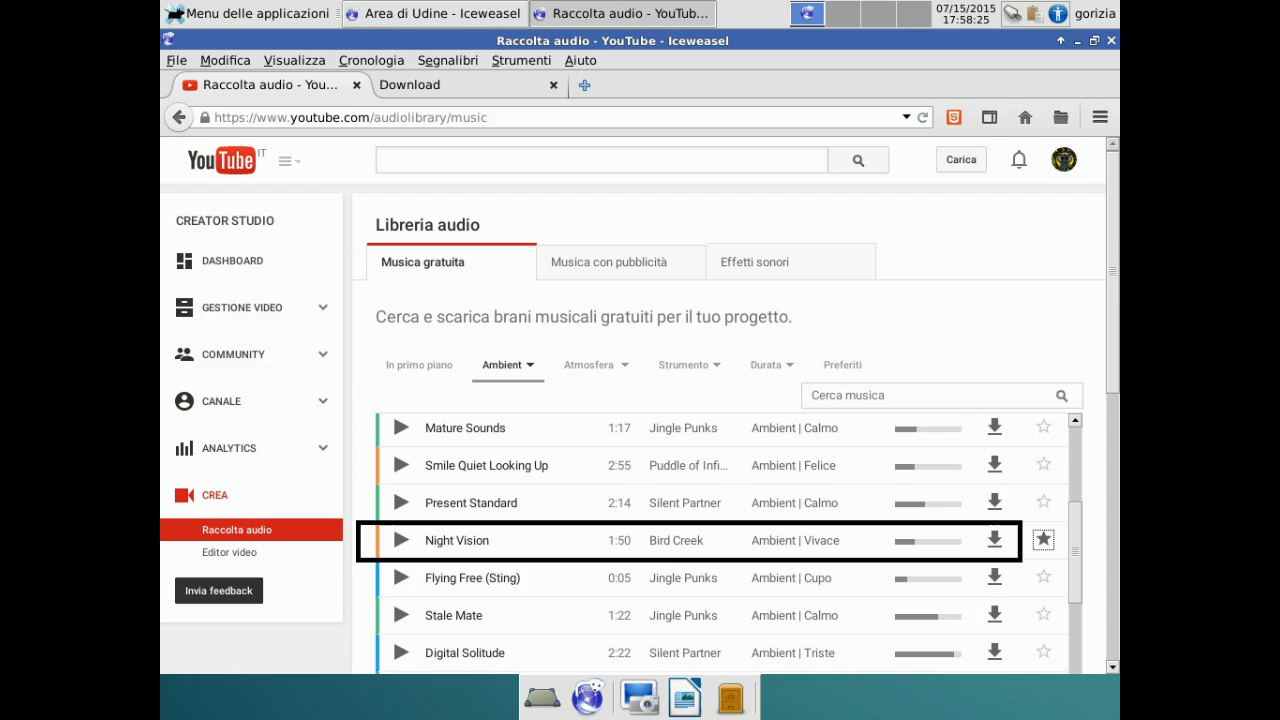 Menu delle applicazioni
Area di Udine - Iceweasel
Raccolta audio - YouTub...
07/15/2015
17:58:25
gorizia
Raccolta audio - YouTube - Iceweasel
File Modifica Visualizza Cronologia Segnalibri Strumenti Aiuto
Raccolta audio - You...
Download
https://www.youtube.com/audiolibrary/music
YouTube IT
Carica
CREATOR STUDIO
DASHBOARD
GESTIONE VIDEO
COMMUNITY
CANALE
ANALYTICS
CREA
Raccolta audio
Editor video
Invia feedback
Libreria audio
Musica gratuita
Musica con pubblicità
Effetti sonori
Cerca e scarica brani musicali gratuiti per il tuo progetto.
In primo piano Ambient Atmosfera Strumento Durata Preferiti
Cerca musica
Mature Sounds 1:17 Jingle Punks Ambient | Calmo
Smile Quiet Looking Up 2:55 Puddle of Infi... Ambient | Felice
Present Standard 2:14 Silent Partner Ambient | Calmo
Night Vision 1:50 Bird Creek Ambient | Vivace
Flying Free (Sting) 0:05 Jingle Punks Ambient | Cupo
Stale Mate 1:22 Jingle Punks Ambient | Calmo
Digital Solitude 2:22 Silent Partner Ambient | Triste